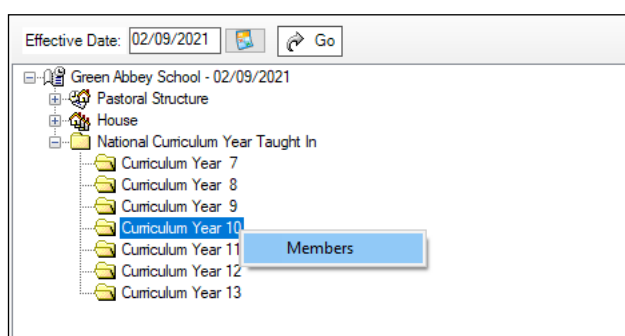 Effective Date: 02/09/2021 Go
Green Abbey School - 02/09/2021
Pastoral Structure
House
National Curriculum Year Taught In
Curriculum Year 7
Curriculum Year 8
Curriculum Year 9
Curriculum Year 10
Curriculum Year 11 Members
Curriculum Year 12
Curriculum Year 13